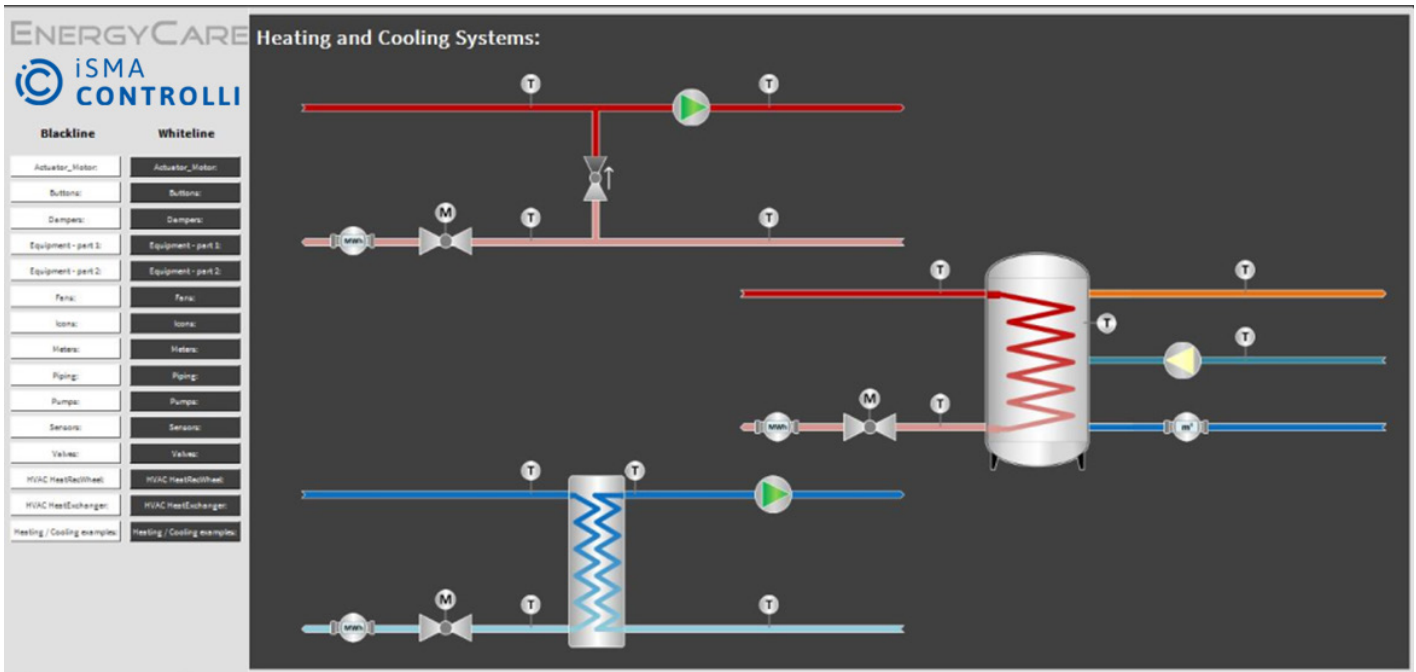 ENERGYCARE
iSMA
CONTROLLI
Blackline Whiteline
Actuator_Motor: Actuator_Motor:
Buttons: Buttons:
Dampers: Dampers:
Equipment - part 1: Equipment - part 1:
Equipment - part 2: Equipment - part 2:
Fans: Fans:
Icons: Icons:
Meters: Meters:
Piping: Piping:
Pumps: Pumps:
Sensors: Sensors:
Valves: Valves:
HVAC HeatRecWheel: HVAC HeatRecWheel:
HVAC HeatExchanger: HVAC HeatExchanger:
Heating / Cooling examples: Heating / Cooling examples:
Heating and Cooling Systems:
T T
M T T
MWh
T T
T
T
M T
MWh m³
T T
M T T
MWh